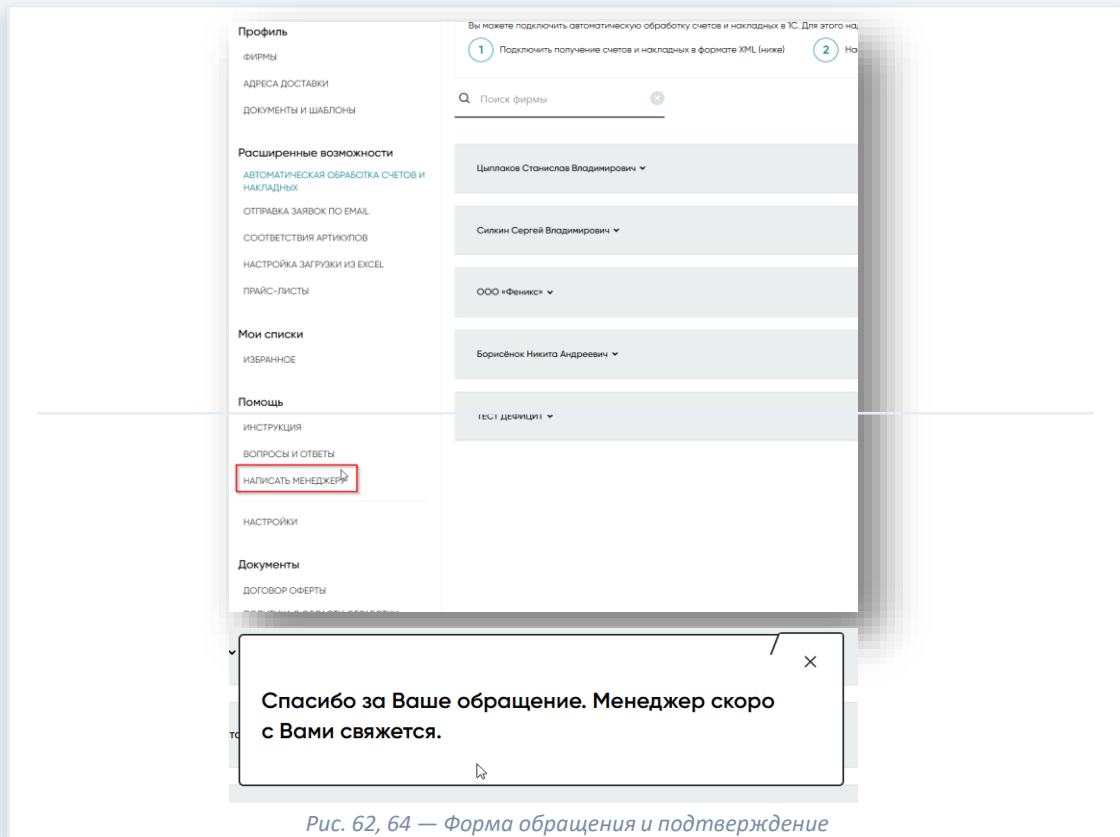 Профиль
ФИРМЫ
АДРЕСА ДОСТАВКИ
ДОКУМЕНТЫ И ШАБЛОНЫ
Расширенные возможности
АВТОМАТИЧЕСКАЯ ОБРАБОТКА СЧЕТОВ И
НАКЛАДНЫХ
ОТПРАВКА ЗАЯВОК ПО EMAIL
СООТВЕТСТВИЯ АРТИКУЛОВ
НАСТРОЙКА ЗАГРУЗКИ ИЗ EXCEL
ПРАЙС-ЛИСТЫ
Мои списки
ИЗБРАННОЕ
Помощь
ИНСТРУКЦИЯ
ВОПРОСЫ И ОТВЕТЫ
НАПИСАТЬ МЕНЕДЖЕРУ
НАСТРОЙКИ
Документы
ДОГОВОР ОФЕРТЫ
Вы можете подключить автоматическую обработку счетов и накладных в 1С. Для этого
1 Подключить получение счетов и накладных в формате XML (ниже) 2
Поиск фирмы
Цыплаков Станислав Владимирович
Силкин Сергей Владимирович
ООО «Феникс»
Борисёнок Никита Андреевич
ТЕСТ ДЕФИЦИТ
Спасибо за Ваше обращение. Менеджер скоро
с Вами свяжется.
Рис. 62, 64 — Форма обращения и подтверждение